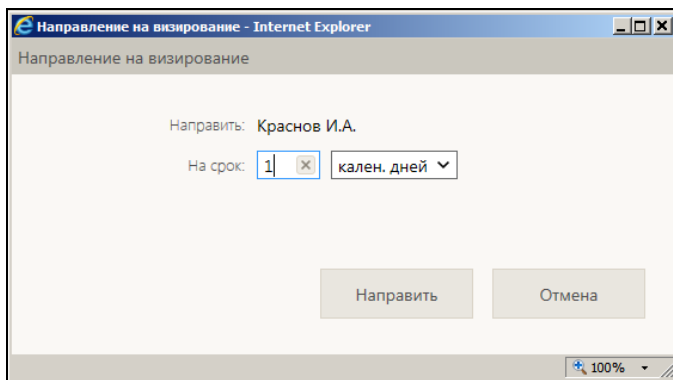 Направление на визирование - Internet Explorer
Направление на визирование
Направить: Краснов И.А.
На срок: 1 кален. дней
Направить Отмена
100%